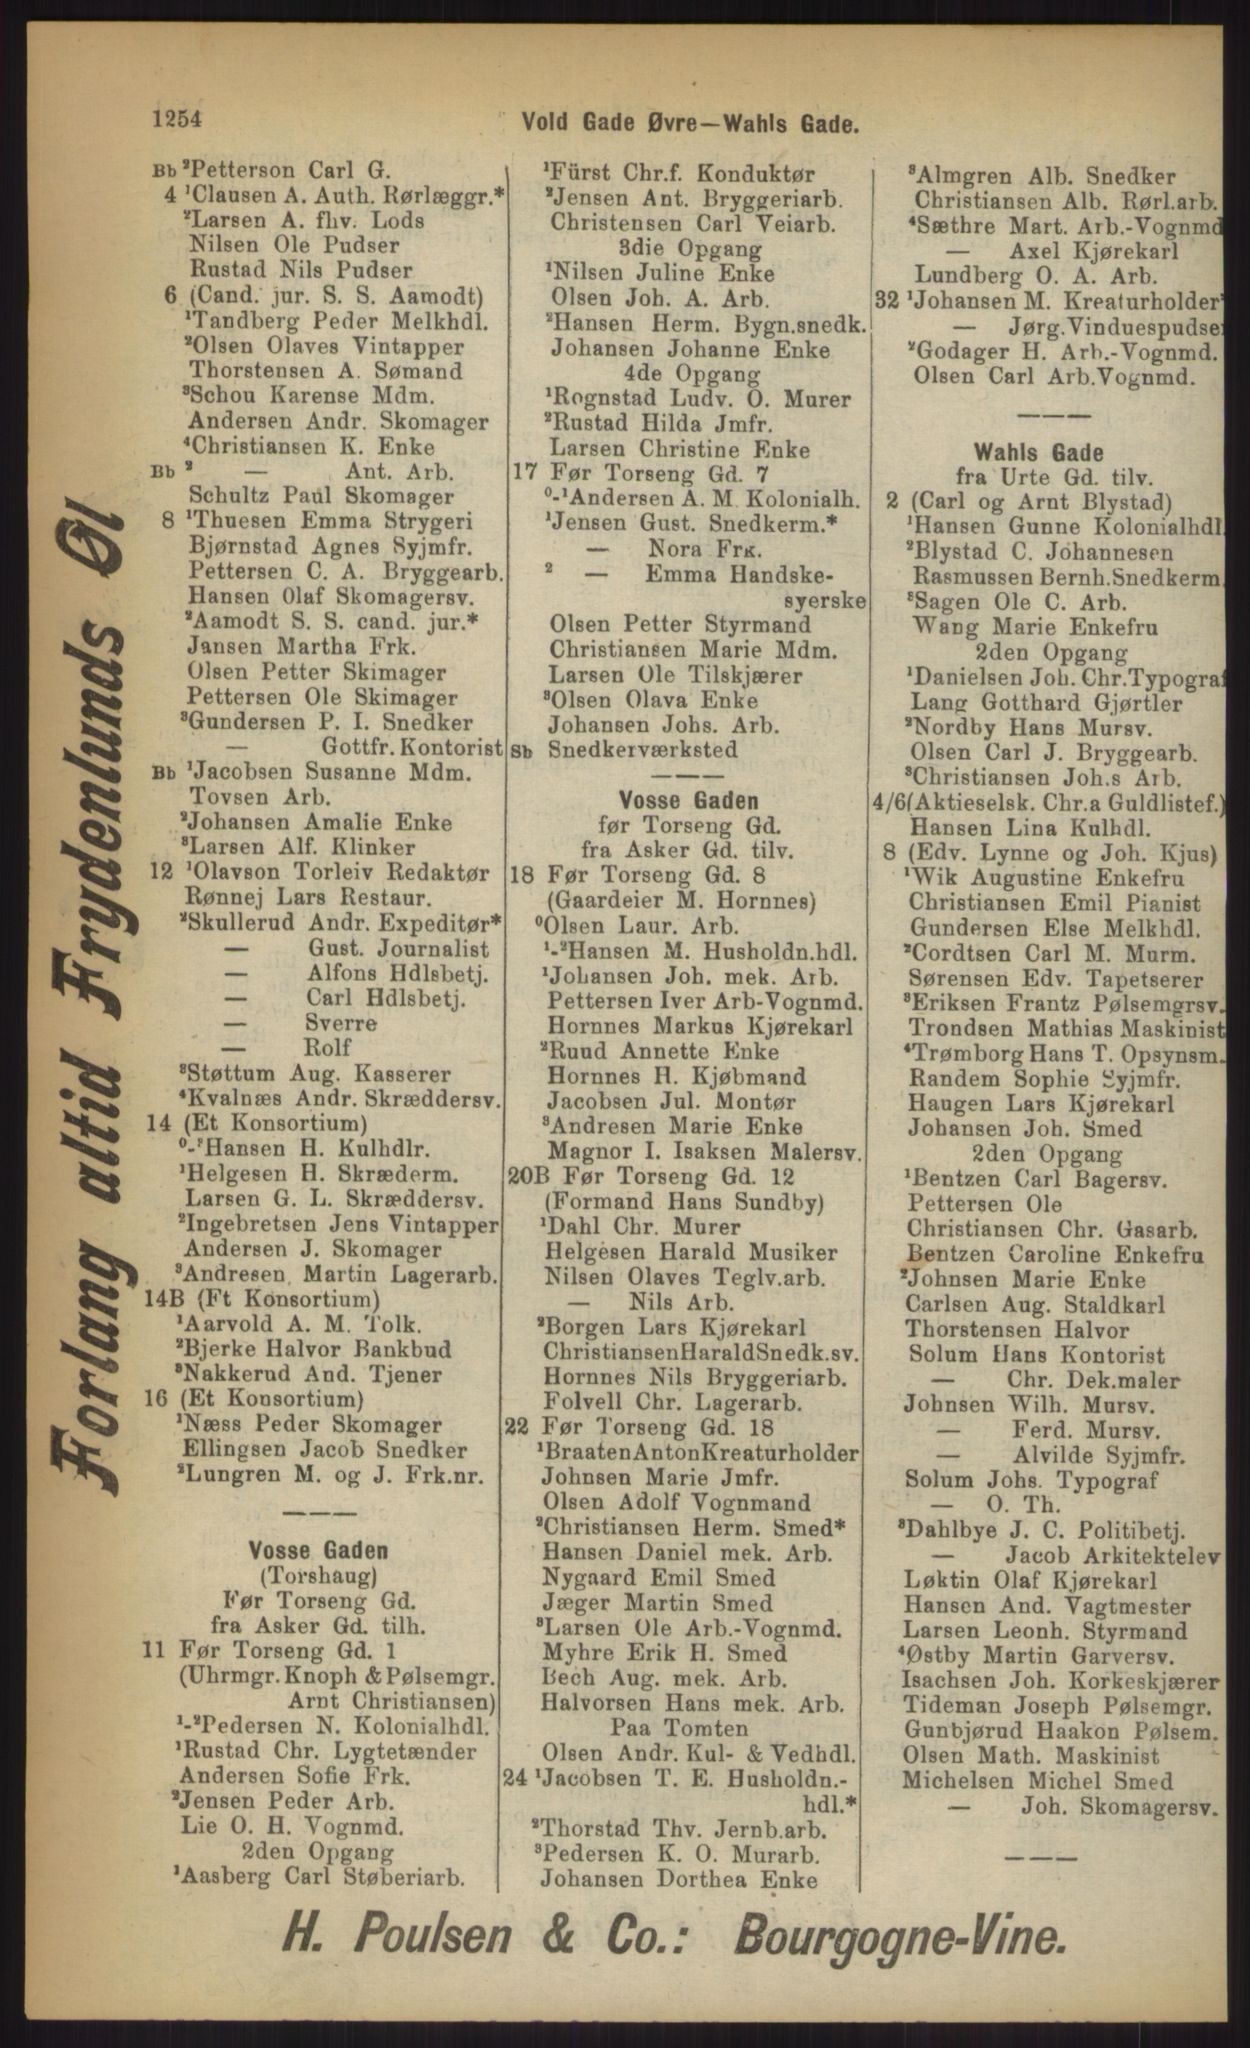 1254
Vold Gade Øvre—Wahls Gade.
Bb ²Petterson Carl G.
4 ¹Clausen A. Auth. Rørlæggr.*
²Larsen A. fhv. Lods
Nilsen Ole Pudser
Rustad Nils Pudser
6 (Cand. jur. S. S. Aamodt)
¹Tandberg Peder Melkhdl.
²Olsen Olaves Vintapper
Thorstensen A. Sømand
³Schou Karense Mdm.
Andersen Andr. Skomager
⁴Christiansen K. Enke
Bb ² — Ant. Arb.
Schultz Paul Skomager
8 ¹Thuesen Emma Strygeri
Bjørnstad Agnes Syjmfr.
Pettersen C. A. Bryggearb.
Hansen Olaf Skomagersv.
²Aamodt S. S. cand. jur.*
Jansen Martha Frk.
Olsen Petter Skimager
Pettersen Ole Skimager
³Gundersen P. I. Snedker
— Gottfr. Kontorist
Bb ¹Jacobsen Susanne Mdm.
Tovsen Arb.
²Johansen Amalie Enke
³Larsen Alf. Klinker
12 ¹Olavson Torleiv Redaktør
Rønnej Lars Restaur.
²Skullerud Andr. Expeditør*
— Gust. Journalist
— Alfons Hdlsbetj.
— Carl Hdlsbetj.
— Sverre
— Rolf
³Støttum Aug. Kasserer
⁴Kvalnæs Andr. Skræddersv.
14 (Et Konsortium)
⁰-²Hansen H. Kulhdlr.
¹Helgesen H. Skræderm.
Larsen G. L. Skræddersv.
²Ingebretsen Jens Vintapper
Andersen J. Skomager
³Andresen Martin Lagerarb.
14B (Ft Konsortium)
¹Aarvold A. M. Tolk.
²Bjerke Halvor Bankbud
³Nakkerud And. Tjener
16 (Et Konsortium)
¹Næss Peder Skomager
Ellingsen Jacob Snedker
²Lungren M. og J. Frk.nr.
———
Vosse Gaden
(Torshaug)
Før Torseng Gd.
fra Asker Gd. tilh.
11 Før Torseng Gd. 1
(Uhrmgr. Knoph & Pølsemgr.
Arnt Christiansen)
¹-²Pedersen N. Kolonialhdl.
¹Rustad Chr. Lygtetænder
Andersen Sofie Frk.
²Jensen Peder Arb.
Lie O. H. Vognmd.
2den Opgang
¹Aasberg Carl Støberiarb.
¹Fürst Chr.f. Konduktør
²Jensen Ant. Bryggeriarb.
Christensen Carl Veiarb.
3die Opgang
¹Nilsen Juline Enke
Olsen Joh. A. Arb.
²Hansen Herm. Bygn.snedk.
Johansen Johanne Enke
4de Opgang
¹Rognstad Ludv. O. Murer
²Rustad Hilda Jmfr.
Larsen Christine Enke
17 Før Torseng Gd. 7
⁰-¹Andersen A. M Kolonialh.
¹Jensen Gust. Snedkerm.*
— Nora Frk.
² — Emma Handske-
syerske
Olsen Petter Styrmand
Christiansen Marie Mdm.
Larsen Ole Tilskjærer
³Olsen Olava Enke
Johansen Johs. Arb.
Sb Snedkerværksted
———
Vosse Gaden
før Torseng Gd.
fra Asker Gd. tilv.
18 Før Torseng Gd. 8
(Gaardeier M. Hornnes)
⁰Olsen Laur. Arb.
¹-²Hansen M. Husholdn.hdl.
¹Johansen Joh. mek. Arb.
Pettersen Iver Arb-Vognmd.
Hornnes Markus Kjørekarl
²Ruud Annette Enke
Hornnes H. Kjøbmand
Jacobsen Jul. Montør
³Andresen Marie Enke
Magnor I. Isaksen Malersv.
20B Før Torseng Gd. 12
(Formand Hans Sundby)
¹Dahl Chr. Murer
Helgesen Harald Musiker
Nilsen Olaves Teglv.arb.
— Nils Arb.
²Borgen Lars Kjørekarl
ChristiansenHaraldSnedk.sv.
Hornnes Nils Bryggeriarb.
Folvell Chr. Lagerarb.
22 Før Torseng Gd. 18
¹BraatenAntonKreaturholder
Johnsen Marie Jmfr.
Olsen Adolf Vognmand
²Christiansen Herm. Smed*
Hansen Daniel mek. Arb.
Nygaard Emil Smed
Jæger Martin Smed
³Larsen Ole Arb.-Vognmd.
Myhre Erik H. Smed
Bech Aug. mek. Arb.
Halvorsen Hans mek. Arb.
Paa Tomten
Olsen Andr. Kul- & Vedhdl.
24 ¹Jacobsen T. E. Husholdn.-
hdl.*
²Thorstad Thv. Jernb.arb.
³Pedersen K. O. Murarb.
Johansen Dorthea Enke
³Almgren Alb. Snedker
Christiansen Alb. Rørl.arb.
⁴Sæthre Mart. Arb.-Vognmd
— Axel Kjørekarl
Lundberg O. A. Arb.
32 ¹Johansen M. Kreaturholder*
— Jørg.Vinduespudse
²Godager H. Arb.-Vognmd.
Olsen Carl Arb.Vognmd.
———
Wahls Gade
fra Urte Gd. tilv.
2 (Carl og Arnt Blystad)
¹Hansen Gunne Kolonialhdl.
²Blystad C. Johannesen
Rasmussen Bernh.Snedkerm.
³Sagen Ole C. Arb.
Wang Marie Enkefru
2den Opgang
¹Danielsen Joh. Chr.Typograf
Lang Gotthard Gjørtler
²Nordby Hans Mursv.
Olsen Carl J. Bryggearb.
³Christiansen Joh.s Arb.
4/6(Aktieselsk. Chr.a Guldlistef.)
Hansen Lina Kulhdl.
8 (Edv. Lynne og Joh. Kjus)
¹Wik Augustine Enkefru
Christiansen Emil Pianist
Gundersen Else Melkhdl.
²Cordtsen Carl M. Murm.
Sørensen Edv. Tapetserer
³Eriksen Frantz Pølsemgrsv.
Trondsen Mathias Maskinist
⁴Trømborg Hans T. Opsynsm.
Randem Sophie Syjmfr.
Haugen Lars Kjørekarl
Johansen Joh. Smed
2den Opgang
¹Bentzen Carl Bagersv.
Pettersen Ole
Christiansen Chr. Gasarb.
Bentzen Caroline Enkefru
²Johnsen Marie Enke
Carlsen Aug. Staldkarl
Thorstensen Halvor
Solum Hans Kontorist
— Chr. Dek.maler
Johnsen Wilh. Mursv.
— Ferd. Mursv.
— Alvilde Syjmfr.
Solum Johs. Typograf
— O. Th.
³Dahlbye J. C. Politibetj.
— Jacob Arkitektelev
Løktin Olaf Kjørekarl
Hansen And. Vagtmester
Larsen Leonh. Styrmand
⁴Østby Martin Garversv.
Isachsen Joh. Korkeskjærer
Tideman Joseph Pølsemgr.
Gunbjørud Haakon Pølsem.
Olsen Math. Maskinist
Michelsen Michel Smed
— Joh. Skomagersv.
———
Forlang altid Frydenlunds Øl
H. Poulsen & Co.: Bourgogne-Vine.